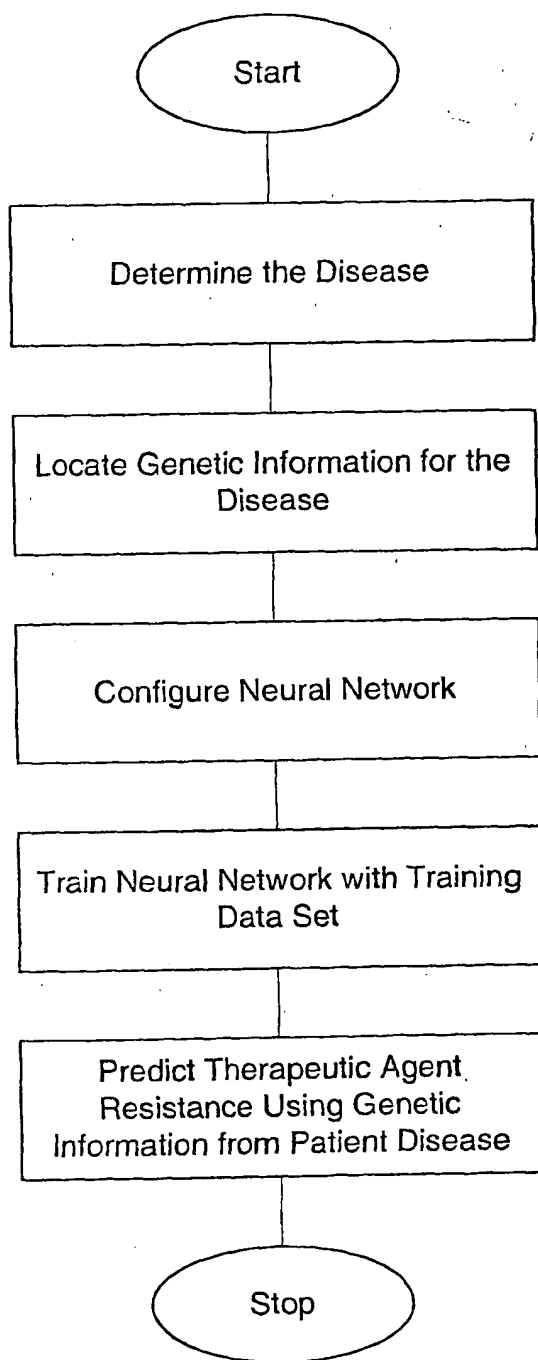 Start
Determine the Disease
Locate Genetic Information for the
Disease
Configure Neural Network
Train Neural Network with Training
Data Set
Predict Therapeutic Agent
Resistance Using Genetic
Information from Patient Disease
Stop